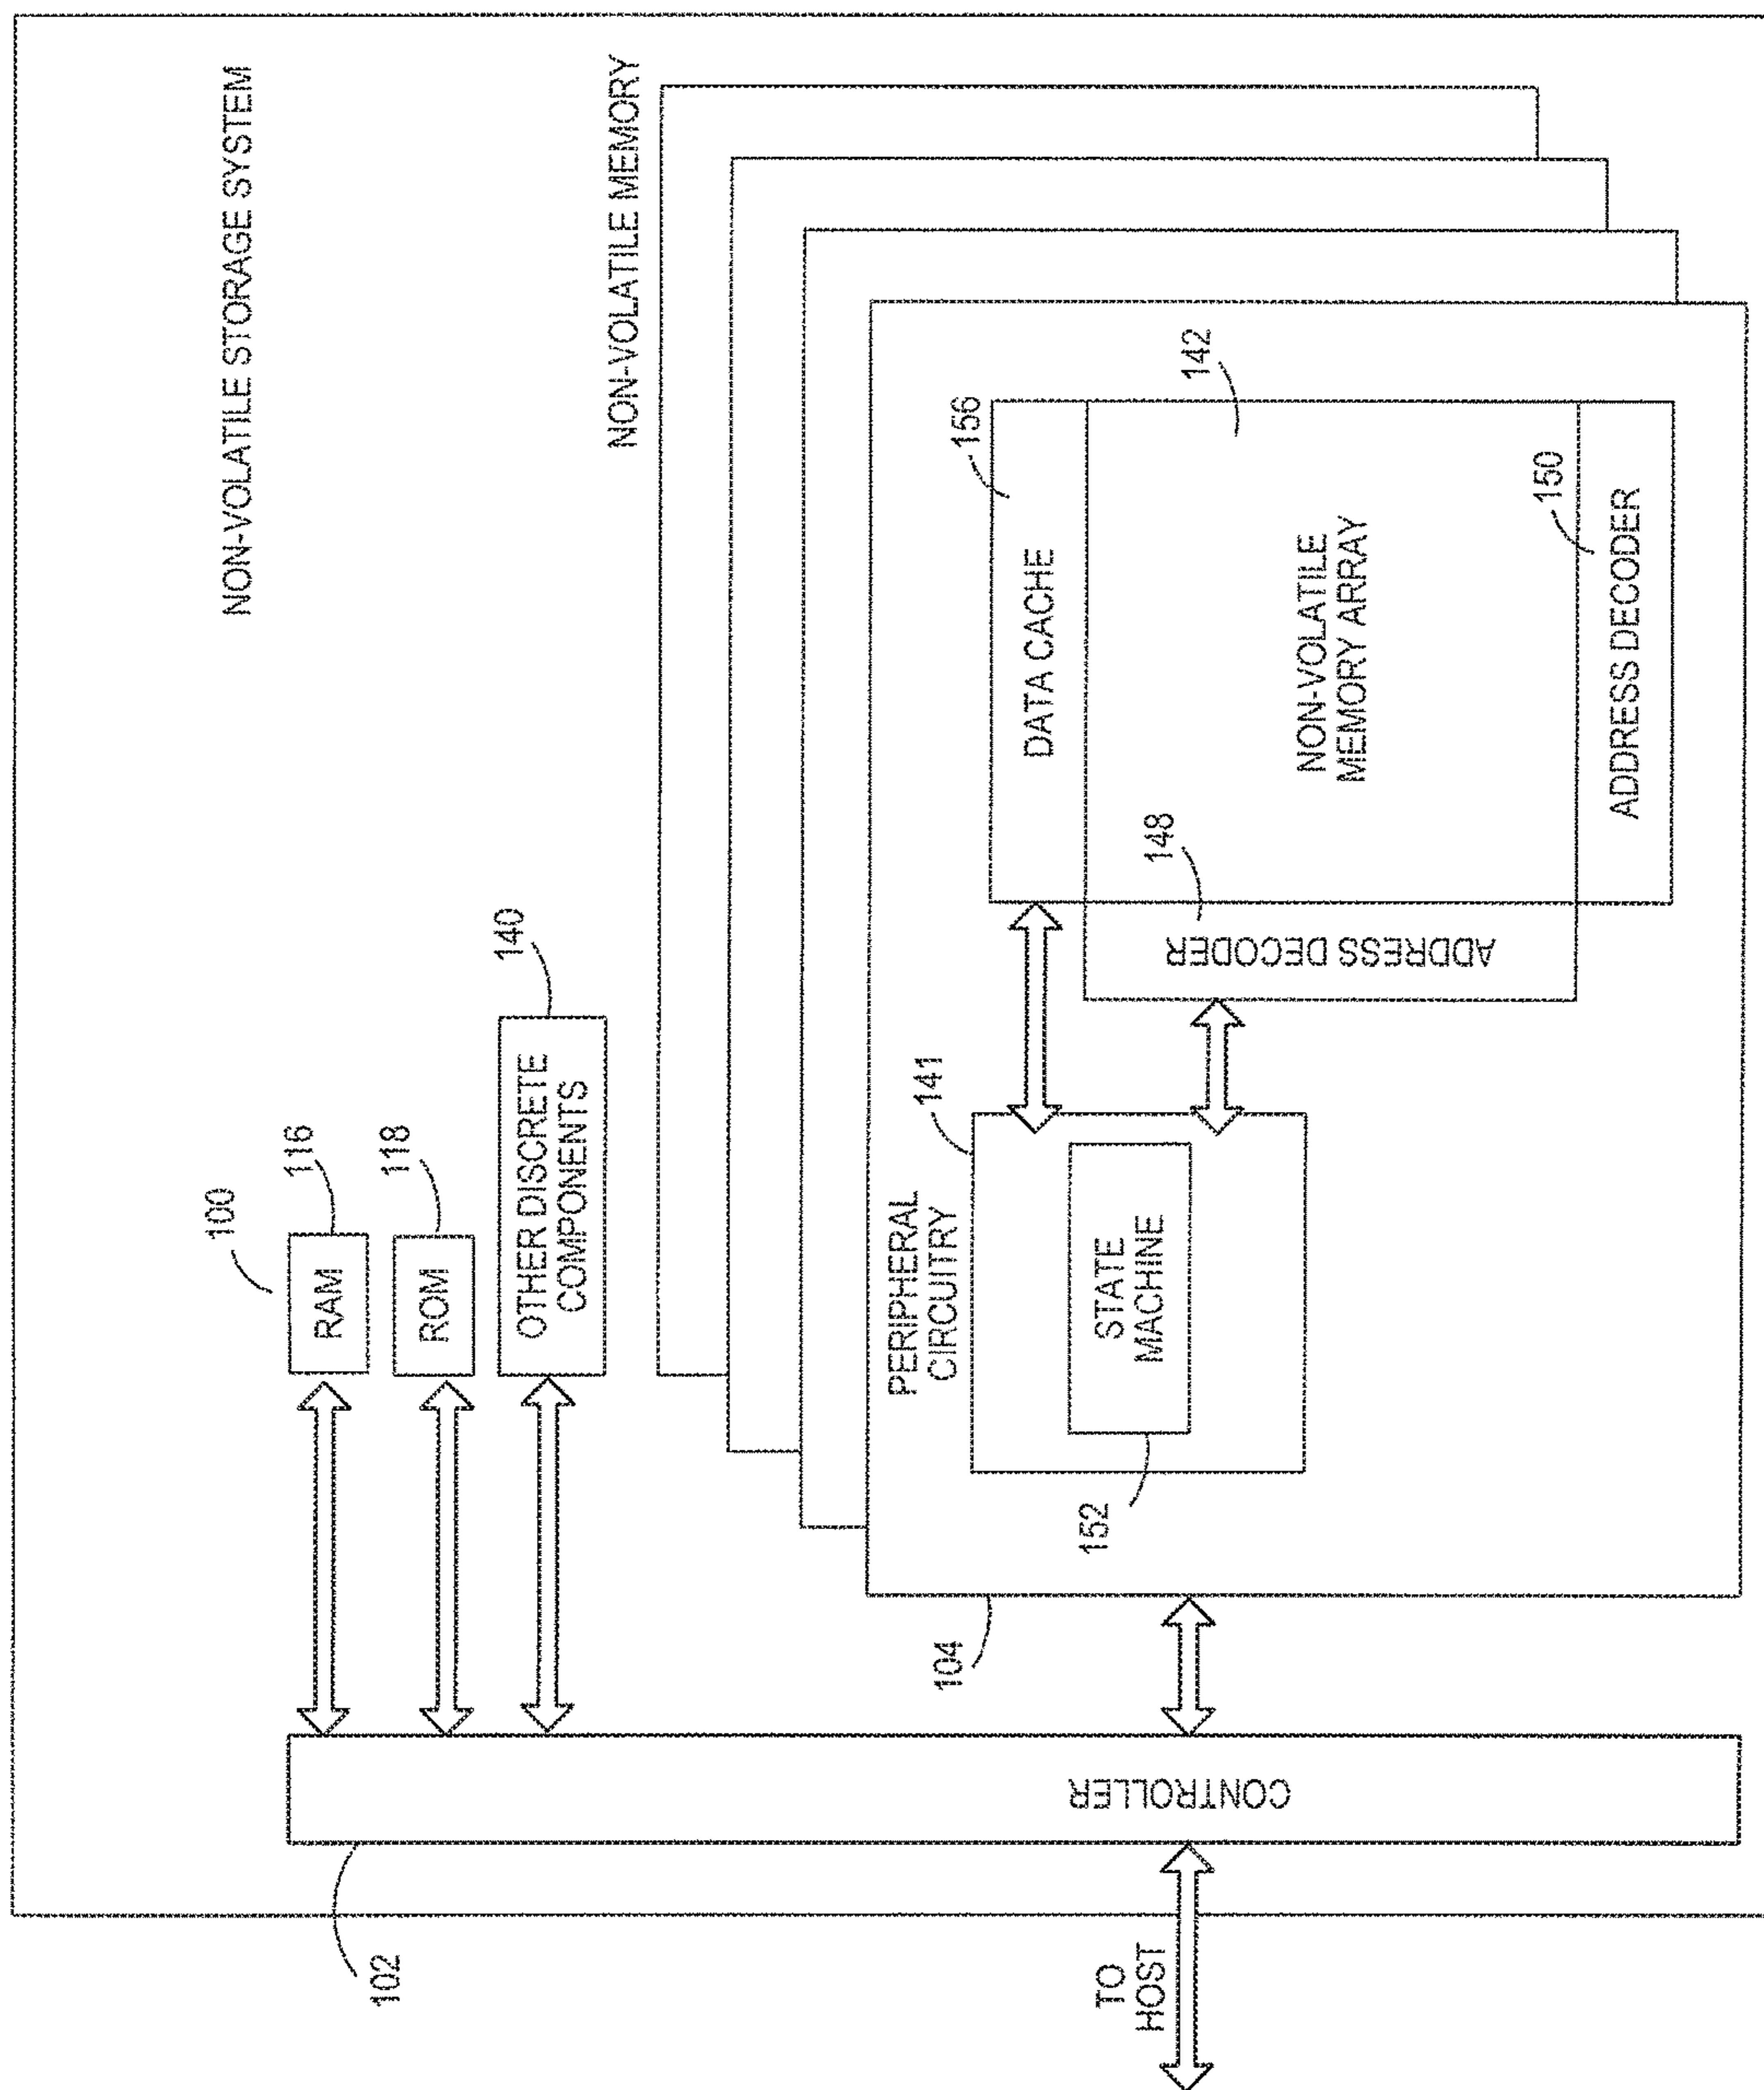 NON-VOLATILE STORAGE SYSTEM
100
116
RAM
118
ROM
140
OTHER DISCRETE
COMPONENTS
NON-VOLATILE MEMORY
102
CONTROLLER
TO
HOST
104
PERIPHERAL
CIRCUITRY
141
STATE
MACHINE
152
DATA CACHE
156
148
ADDRESS DECODER
NON-VOLATILE
MEMORY ARRAY
142
ADDRESS DECODER
150